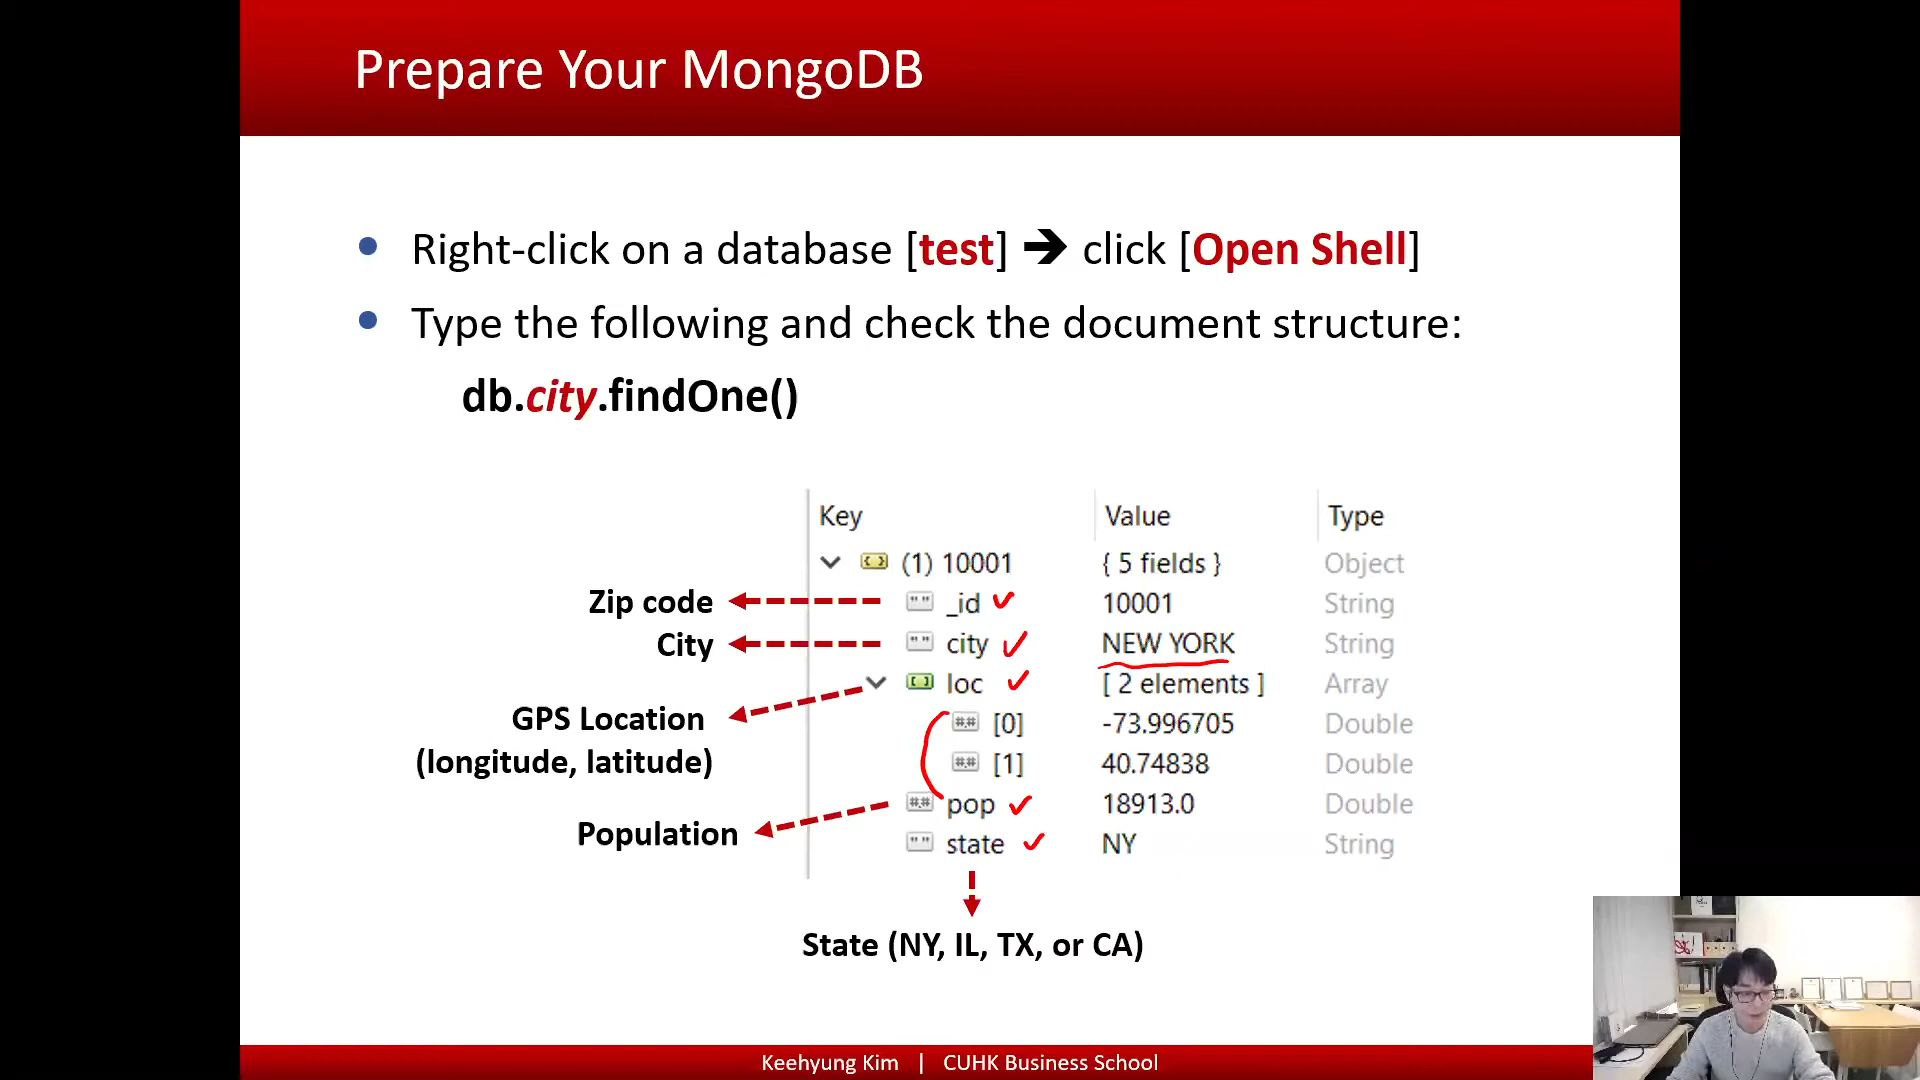 Prepare Your MongoDB
Right-click on a database [test] ➔ click [Open Shell]
Type the following and check the document structure:
db.city.findOne()
Key Value Type
(1) 10001 { 5 fields } Object
Zip code _id 10001 String
City city NEW YORK String
loc [ 2 elements ] Array
GPS Location [0] -73.996705 Double
(longitude, latitude) [1] 40.74838 Double
pop 18913.0 Double
Population
state NY String
State (NY, IL, TX, or CA)
Keehyung Kim | CUHK Business School